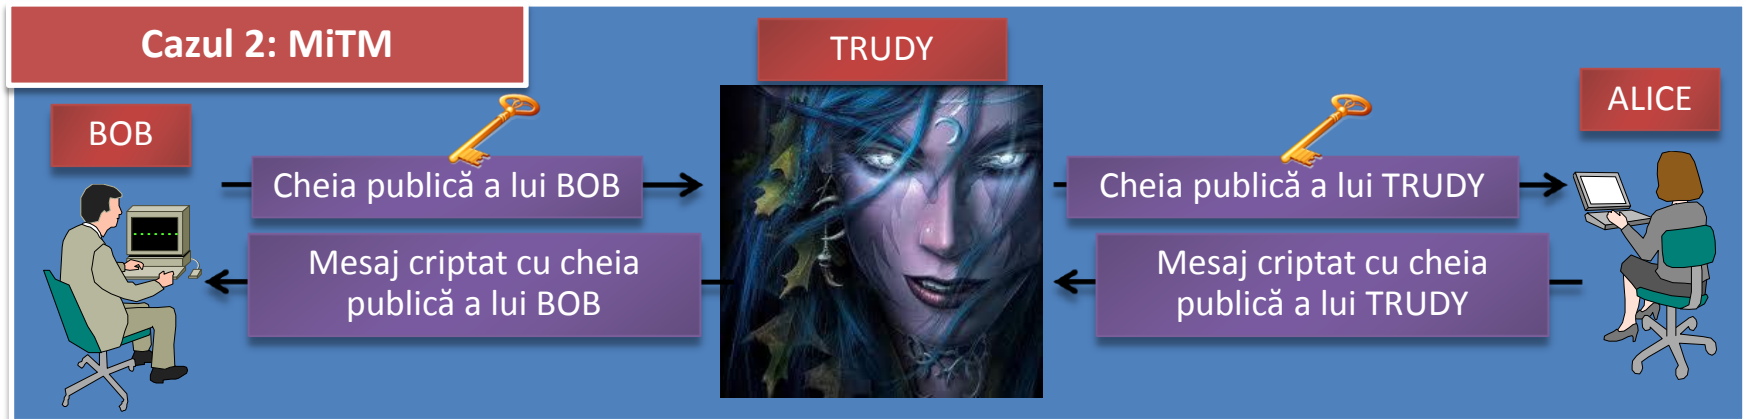 Cazul 2: MiTM
TRUDY
ALICE
BOB
Cheia publică a lui BOB
Cheia publică a lui TRUDY
Mesaj criptat cu cheia
publică a lui BOB
Mesaj criptat cu cheia
publică a lui TRUDY